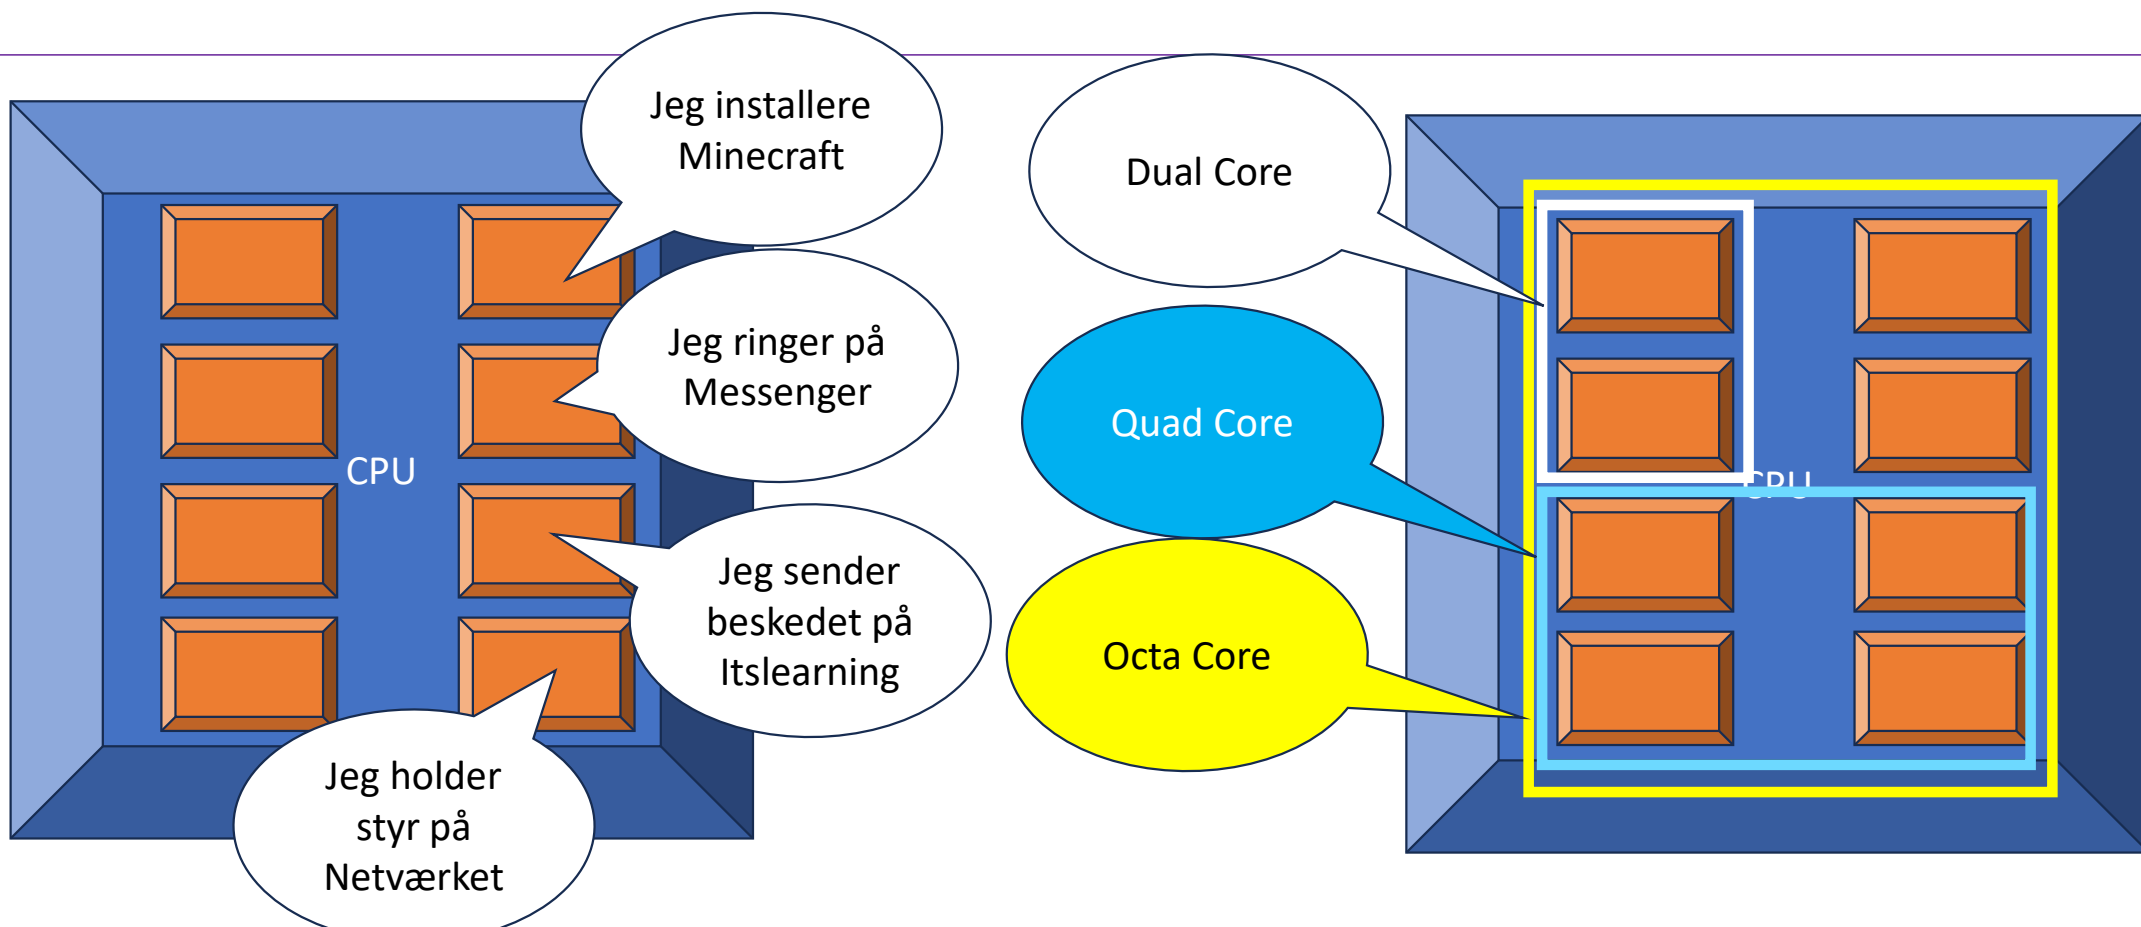 Jeg installere
Minecraft
Jeg ringer på
Messenger
CPU
Jeg sender
beskedet på
Itslearning
Jeg holder
styr på
Netværket
Dual Core
Quad Core
CPU
Octa Core